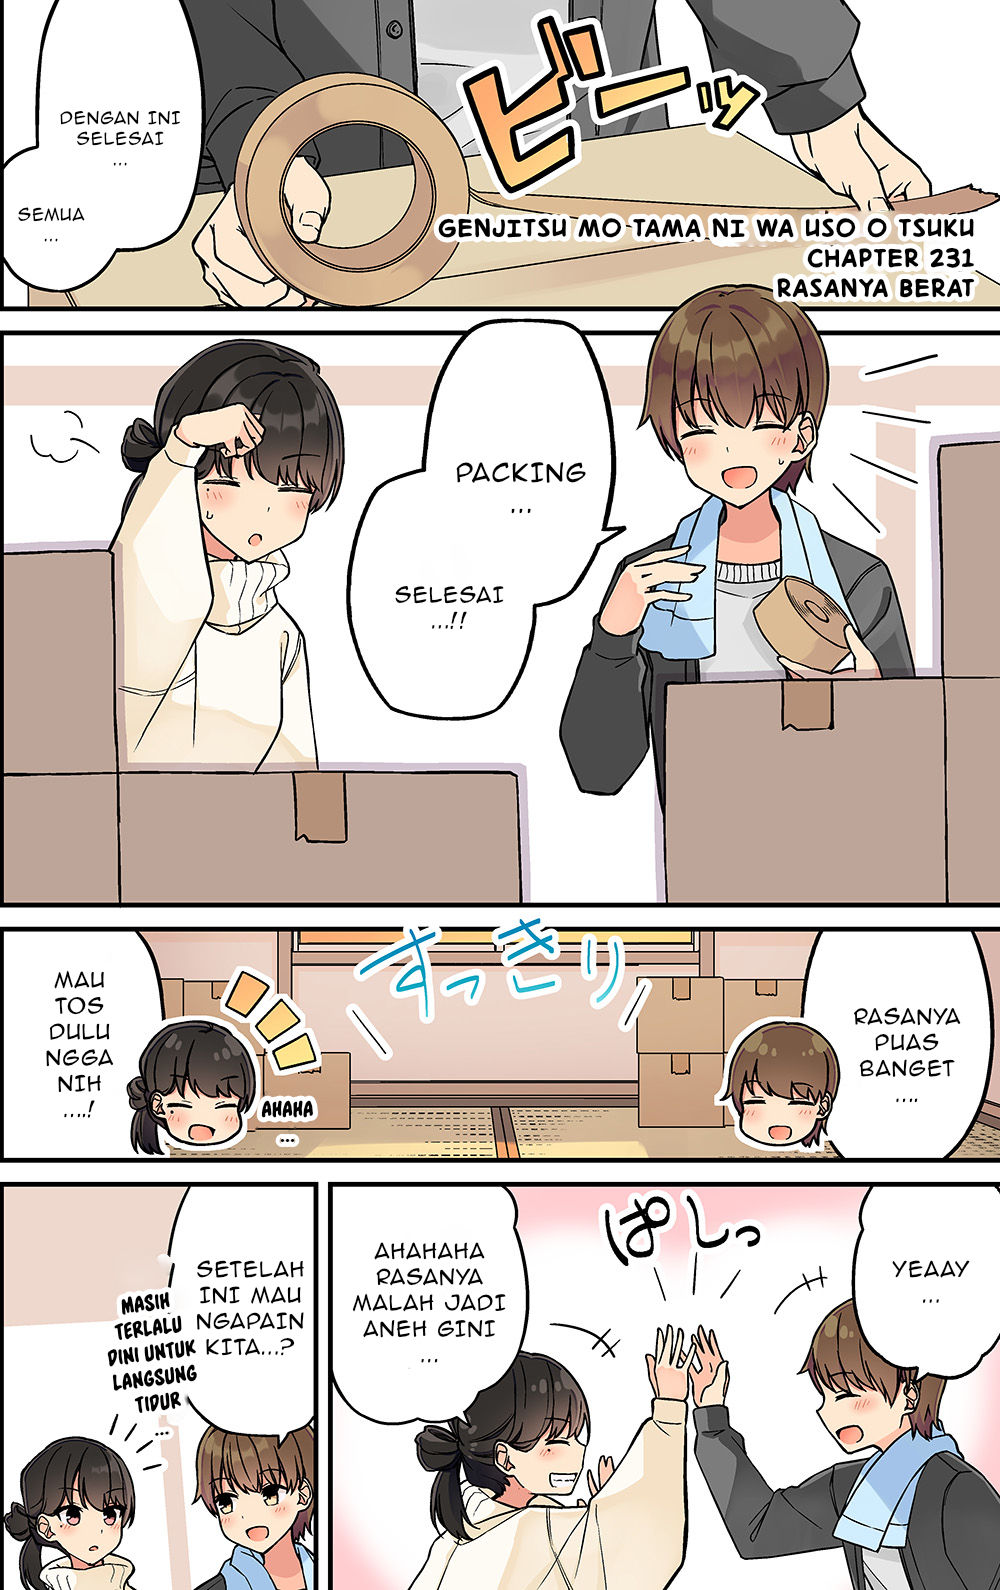 ビーッ
DENGAN INI
SELESAI
...
SEMUA
...
GENJITSU MO TAMA NI WA USO O TSUKU
CHAPTER 231
RASANYA BERAT
PACKING
...
SELESAI
...!!
すっきり
RASANYA
PUAS
BANGET
....
MAU
TOS
DULU
NGGA
NIH
....!
AHAHA
...
ぱしっ
YEAAY
...
AHAHAHA
RASANYA
MALAH JADI
ANEH GINI
...
SETELAH
INI MAU
NGAPAIN
KITA...?
MASIH
TERLALU
DINI UNTUK
LANGSUNG
TIDUR
...